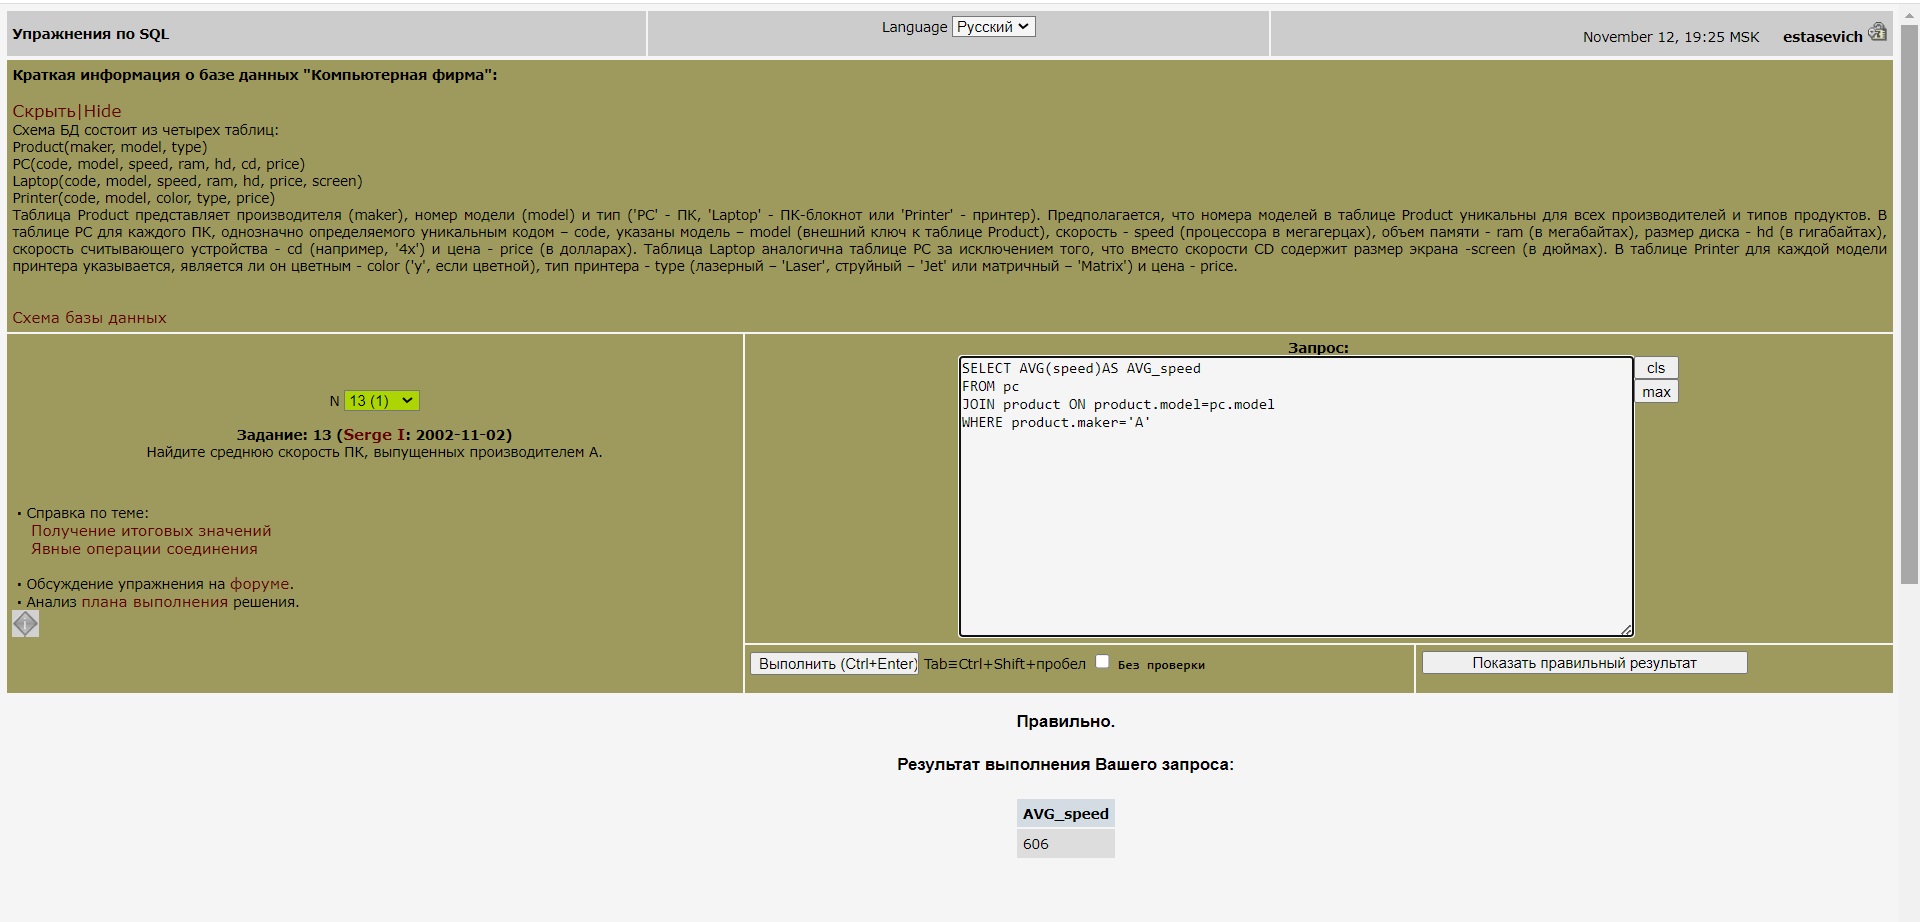 Упражнения по SQL
Language Русский
November 12, 19:25 MSK estasevich
Краткая информация о базе данных "Компьютерная фирма":
Скрыть|Hide
Схема БД состоит из четырех таблиц:
Product(maker, model, type)
PC(code, model, speed, ram, hd, cd, price)
Laptop(code, model, speed, ram, hd, price, screen)
Printer(code, model, color, type, price)
Таблица Product представляет производителя (maker), номер модели (model) и тип ('PC' - ПК, 'Laptop' - ПК-блокнот или 'Printer' - принтер). Предполагается, что номера моделей в таблице Product уникальны для всех производителей и типов продуктов. В
таблице PC для каждого ПК, однозначно определяемого уникальным кодом – code, указаны модель – model (внешний ключ к таблице Product), скорость - speed (процессора в мегагерцах), объем памяти - ram (в мегабайтах), размер диска - hd (в гигабайтах),
скорость считывающего устройства - cd (например, '4x') и цена - price (в долларах). Таблица Laptop аналогична таблице PC за исключением того, что вместо скорости CD содержит размер экрана -screen (в дюймах). В таблице Printer для каждой модели
принтера указывается, является ли он цветным - color ('y', если цветной), тип принтера - type (лазерный – 'Laser', струйный – 'Jet' или матричный – 'Matrix') и цена - price.
Схема базы данных
N 13 (1)
Задание: 13 (Serge I: 2002-11-02)
Найдите среднюю скорость ПК, выпущенных производителем A.
• Справка по теме:
Получение итоговых значений
Явные операции соединения
• Обсуждение упражнения на форуме.
• Анализ плана выполнения решения.
Запрос:
SELECT AVG(speed)AS AVG_speed
FROM pc
JOIN product ON product.model=pc.model
WHERE product.maker='A'
cls
max
Выполнить (Ctrl+Enter) Tab≡Ctrl+Shift+пробел Без проверки
Показать правильный результат
Правильно.
Результат выполнения Вашего запроса:
AVG_speed
606